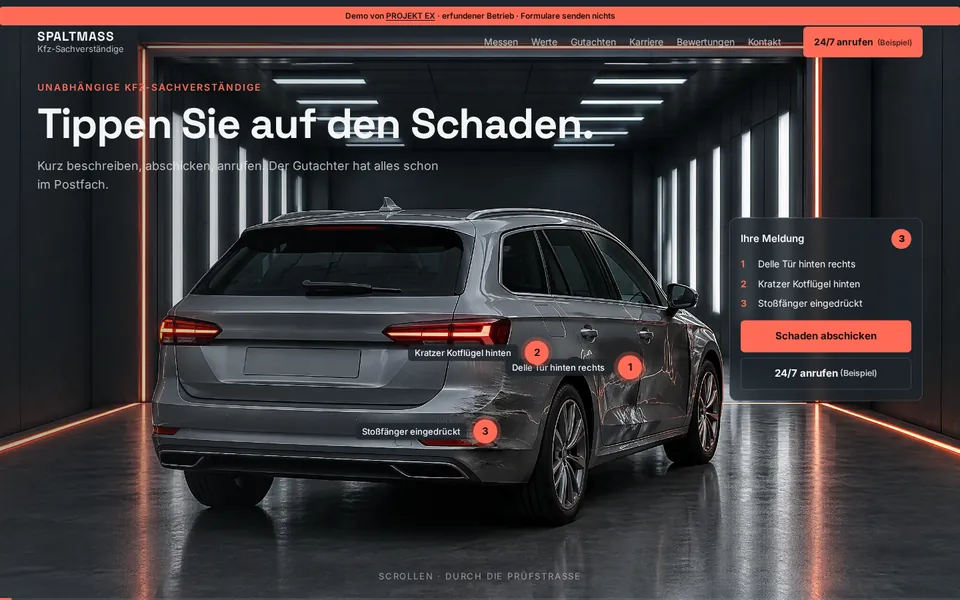 Demo von PROJEKT EX · erfundener Betrieb · Formulare senden nichts
SPALTMASS
Kfz-Sachverständige
Messen Werte Gutachten Karriere Bewertungen Kontakt
24/7 anrufen (Beispiel)
UNABHÄNGIGE KFZ-SACHVERSTÄNDIGE
Tippen Sie auf den Schaden.
Kurz beschreiben, abschicken, anrufen. Der Gutachter hat alles schon
im Postfach.
Ihre Meldung 3
1 Delle Tür hinten rechts
2 Kratzer Kotflügel hinten
3 Stoßfänger eingedrückt
Schaden abschicken
24/7 anrufen (Beispiel)
Kratzer Kotflügel hinten 2
Delle Tür hinten rechts 1
Stoßfänger eingedrückt 3
SCROLLEN · DURCH DIE PRÜFSTRASSE